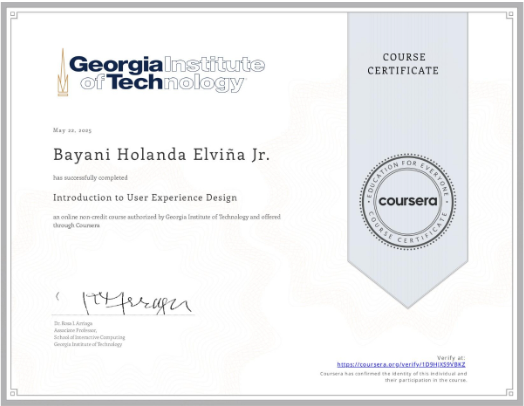 Georgia Institute
of Technology
COURSE
CERTIFICATE
May 20, 2023
Bayani Holanda Elviña Jr.
has successfully completed
Introduction to User Experience Design
an online non-credit course authorized by Georgia Institute of Technology and offered
through Coursera
EDUCATION FOR EVERYONE
coursera
COURSE CERTIFICATE
Dr. Rosa I. Arriaga
Associate Professor,
School of Interactive Computing
Georgia Institute of Technology
Verify at:
https://coursera.org/verify/1D9HJXS9VBKZ
Coursera has confirmed the identity of this individual and
their participation in the course.